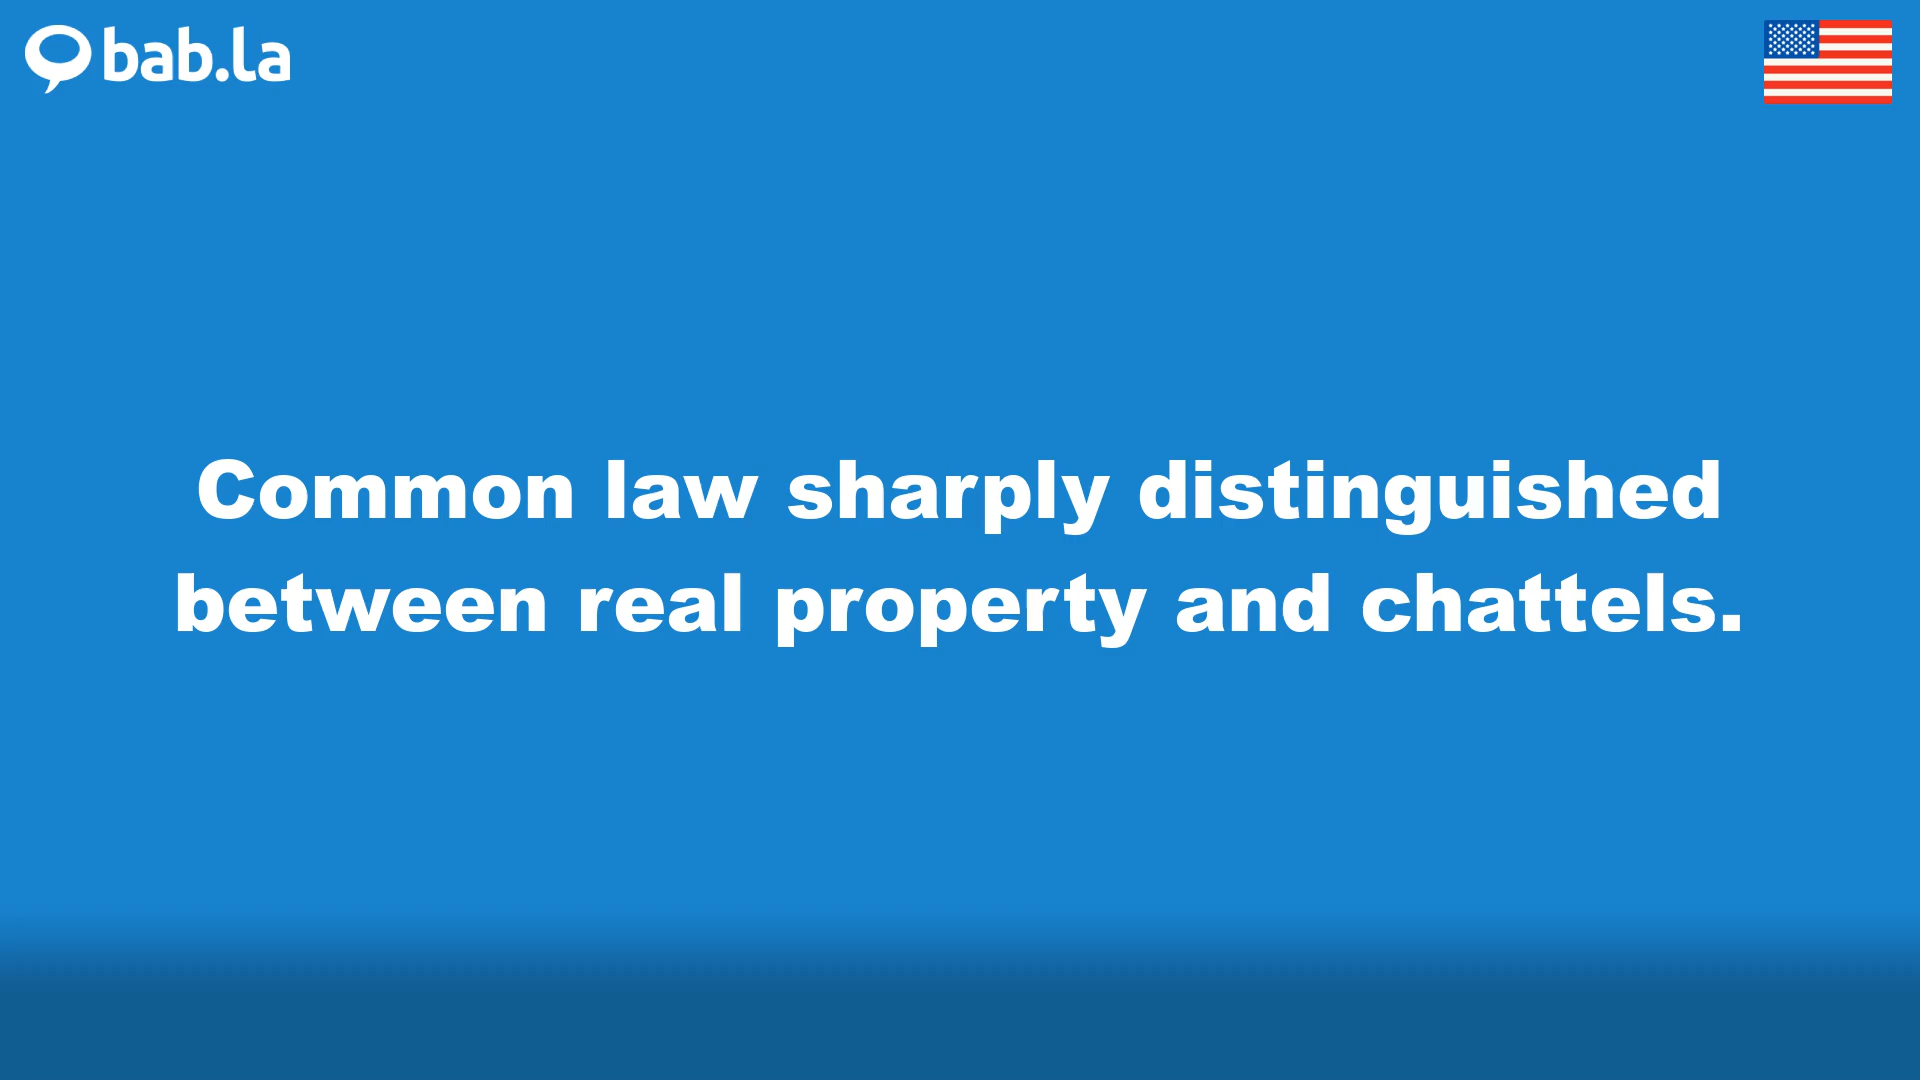 bab.la
Common law sharply distinguished
between real property and chattels.